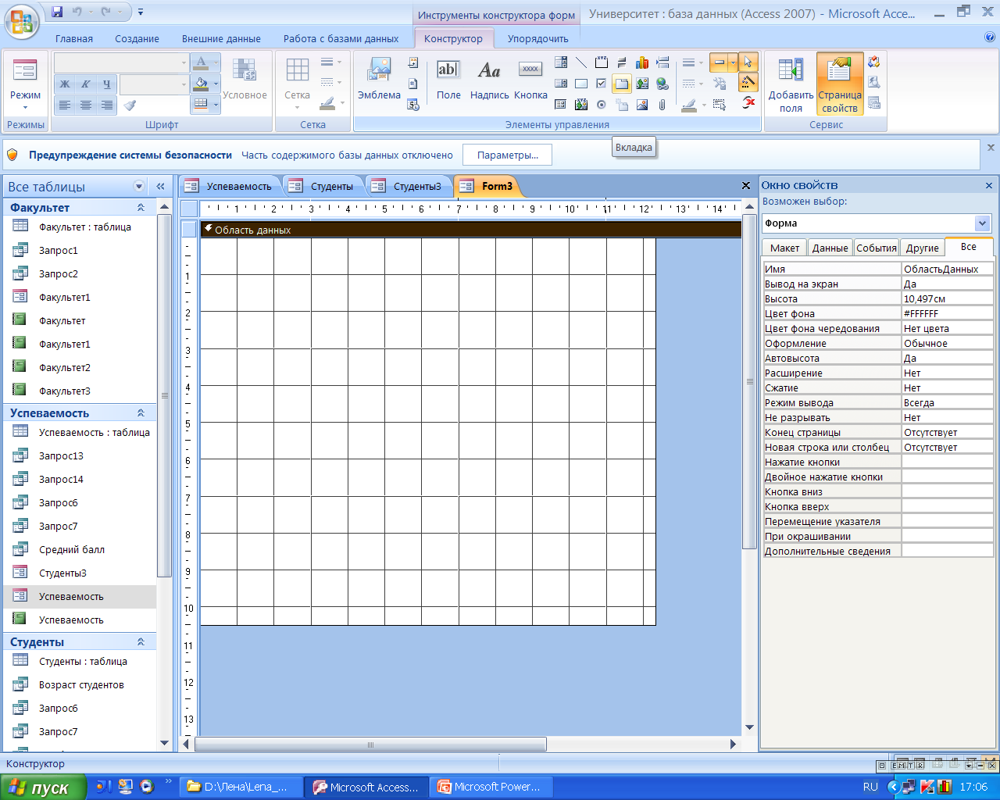 Инструменты конструктора форм
Университет : база данных (Access 2007) - Microsoft Acce...
Главная
Создание
Внешние данные
Работа с базами данных
Конструктор
Упорядочить
Режим
Режимы
Ж К Ч
Условное
Шрифт
Сетка
Сетка
Эмблема
ab|
Поле
Aa
Надпись
xxxx
Кнопка
Элементы управления
Добавить поля
Страница свойств
Сервис
Предупреждение системы безопасности
Часть содержимого базы данных отключено
Параметры...
Вкладка
Все таблицы
Факультет
Факультет : таблица
Запрос1
Запрос2
Факультет1
Факультет
Факультет1
Факультет2
Факультет3
Успеваемость
Успеваемость : таблица
Запрос13
Запрос14
Запрос6
Запрос7
Средний балл
Студенты3
Успеваемость
Успеваемость
Студенты
Студенты : таблица
Возраст студентов
Запрос6
Запрос7
Успеваемость
Студенты
Студенты3
Form3
1 2 3 4 5 6 7 8 9 10 11 12 13 14
Область данных
1
2
3
4
5
6
7
8
9
10
11
12
13
Окно свойств
Возможен выбор:
Форма
Макет
Данные
События
Другие
Все
Имя ОбластьДанных
Вывод на экран Да
Высота 10,497см
Цвет фона #FFFFFF
Цвет фона чередования Нет цвета
Оформление Обычное
Автовысота Да
Расширение Нет
Сжатие Нет
Режим вывода Всегда
Не разрывать Нет
Конец страницы Отсутствует
Новая строка или столбец Отсутствует
Нажатие кнопки
Двойное нажатие кнопки
Кнопка вниз
Кнопка вверх
Перемещение указателя
При окрашивании
Дополнительные сведения
Конструктор
E M T R
пуск
D:\Лена\Lena_...
Microsoft Access...
Microsoft Power...
RU
17:06